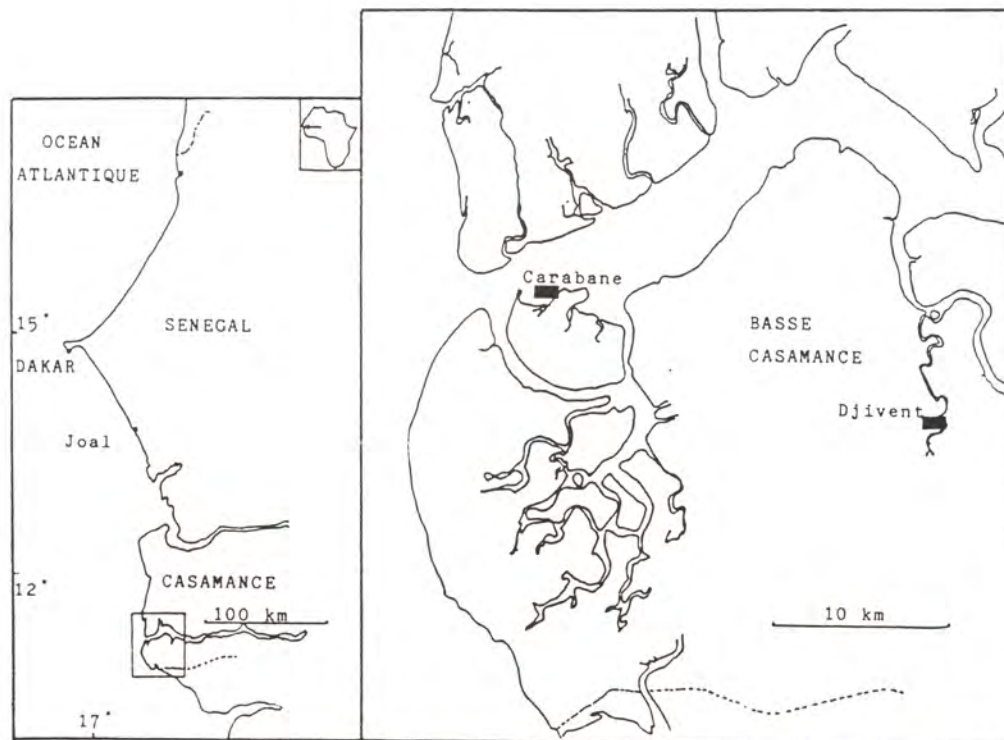 OCEAN
ATLANTIQUE
15°
SENEGAL
DAKAR
Joal
12°
CASAMANCE
100 km
17°
Carabane
BASSE
CASAMANCE
Djivent
10 km